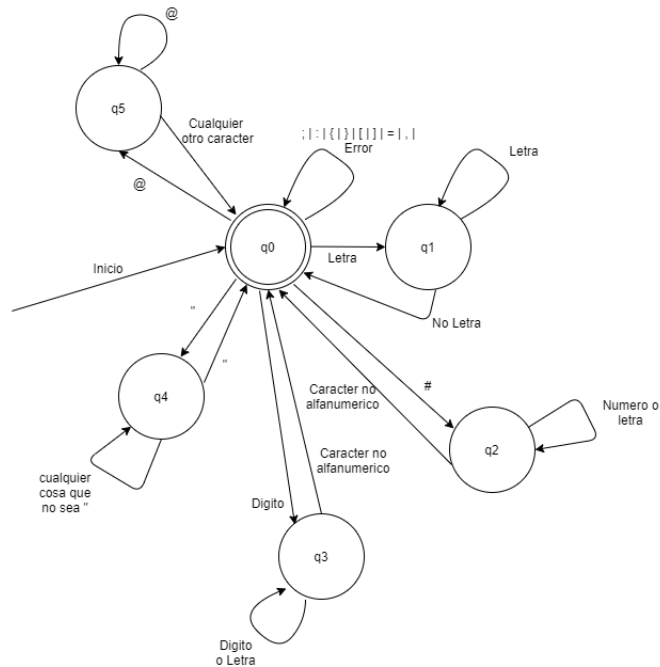 @
q5
Cualquier
otro caracter
; | : | { | } | [ | ] | = | , |
Error
Letra
@
q0
q1
Letra
Inicio
No Letra
"
"
q4
Caracter no
alfanumerico
#
Numero o
letra
q2
Caracter no
alfanumerico
cualquier
cosa que
no sea "
Digito
q3
Digito
o Letra